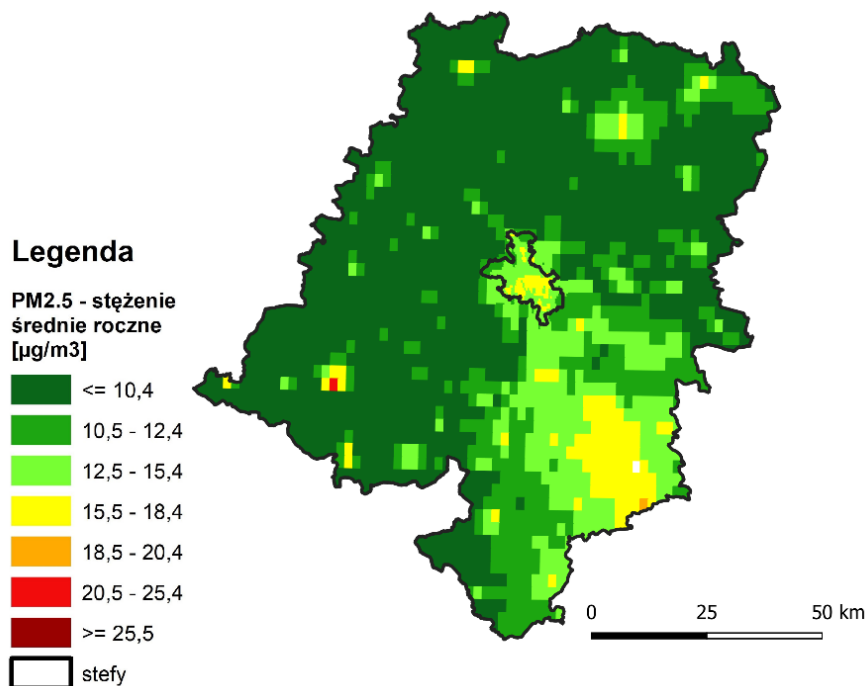 Legenda
PM2.5 - stężenie
średnie roczne
[µg/m3]
<= 10,4
10,5 - 12,4
12,5 - 15,4
15,5 - 18,4
18,5 - 20,4
20,5 - 25,4
>= 25,5
stefy
0 25 50 km